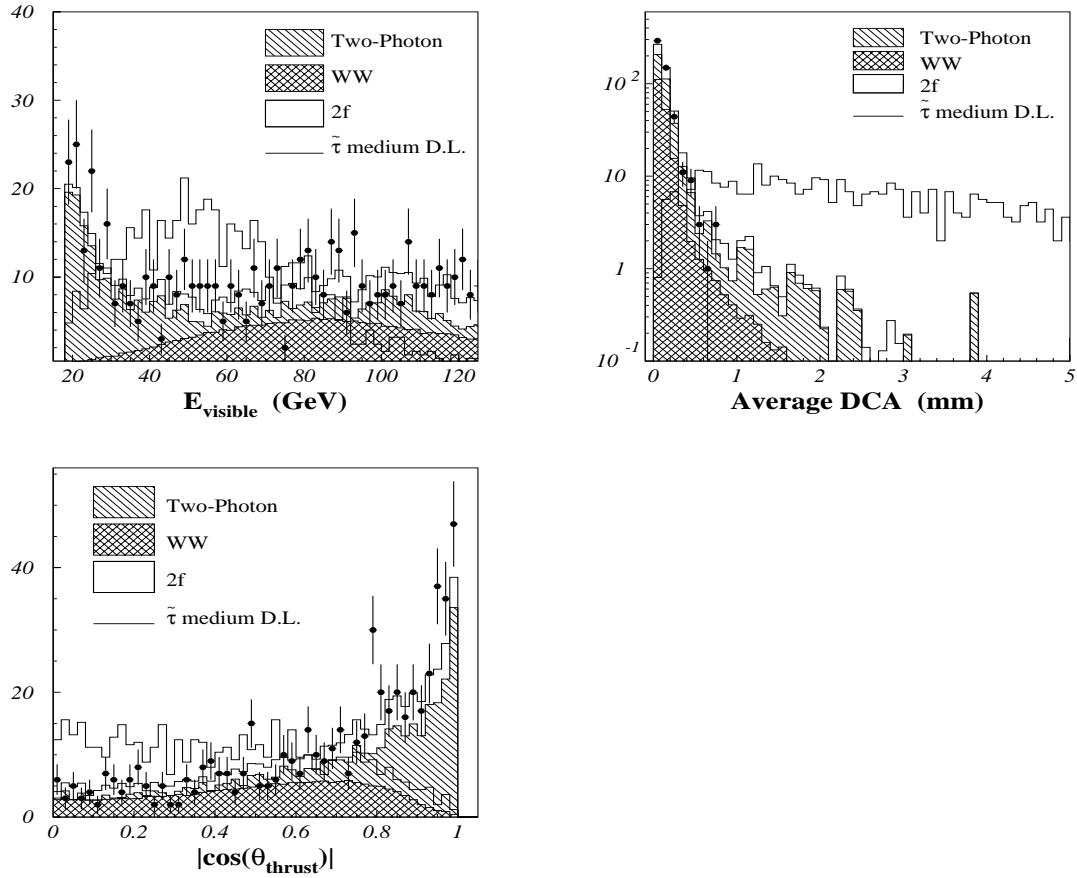 40
30
20
10
20 40 60 80 100 120
Two-Photon
WW
2f
τ̃ medium D.L.
E_visible (GeV)
10^2
10
1
10^-1
0 1 2 3 4 5
Two-Photon
WW
2f
τ̃ medium D.L.
Average DCA (mm)
40
20
0
0 0.2 0.4 0.6 0.8 1
Two-Photon
WW
2f
τ̃ medium D.L.
|cos(θ_thrust)|